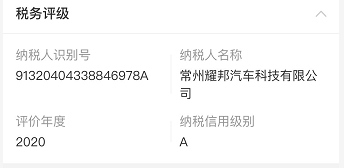 税务评级
纳税人识别号
91320404338846978A
纳税人名称
常州耀邦汽车科技有限公
司
评价年度
2020
纳税信用级别
A